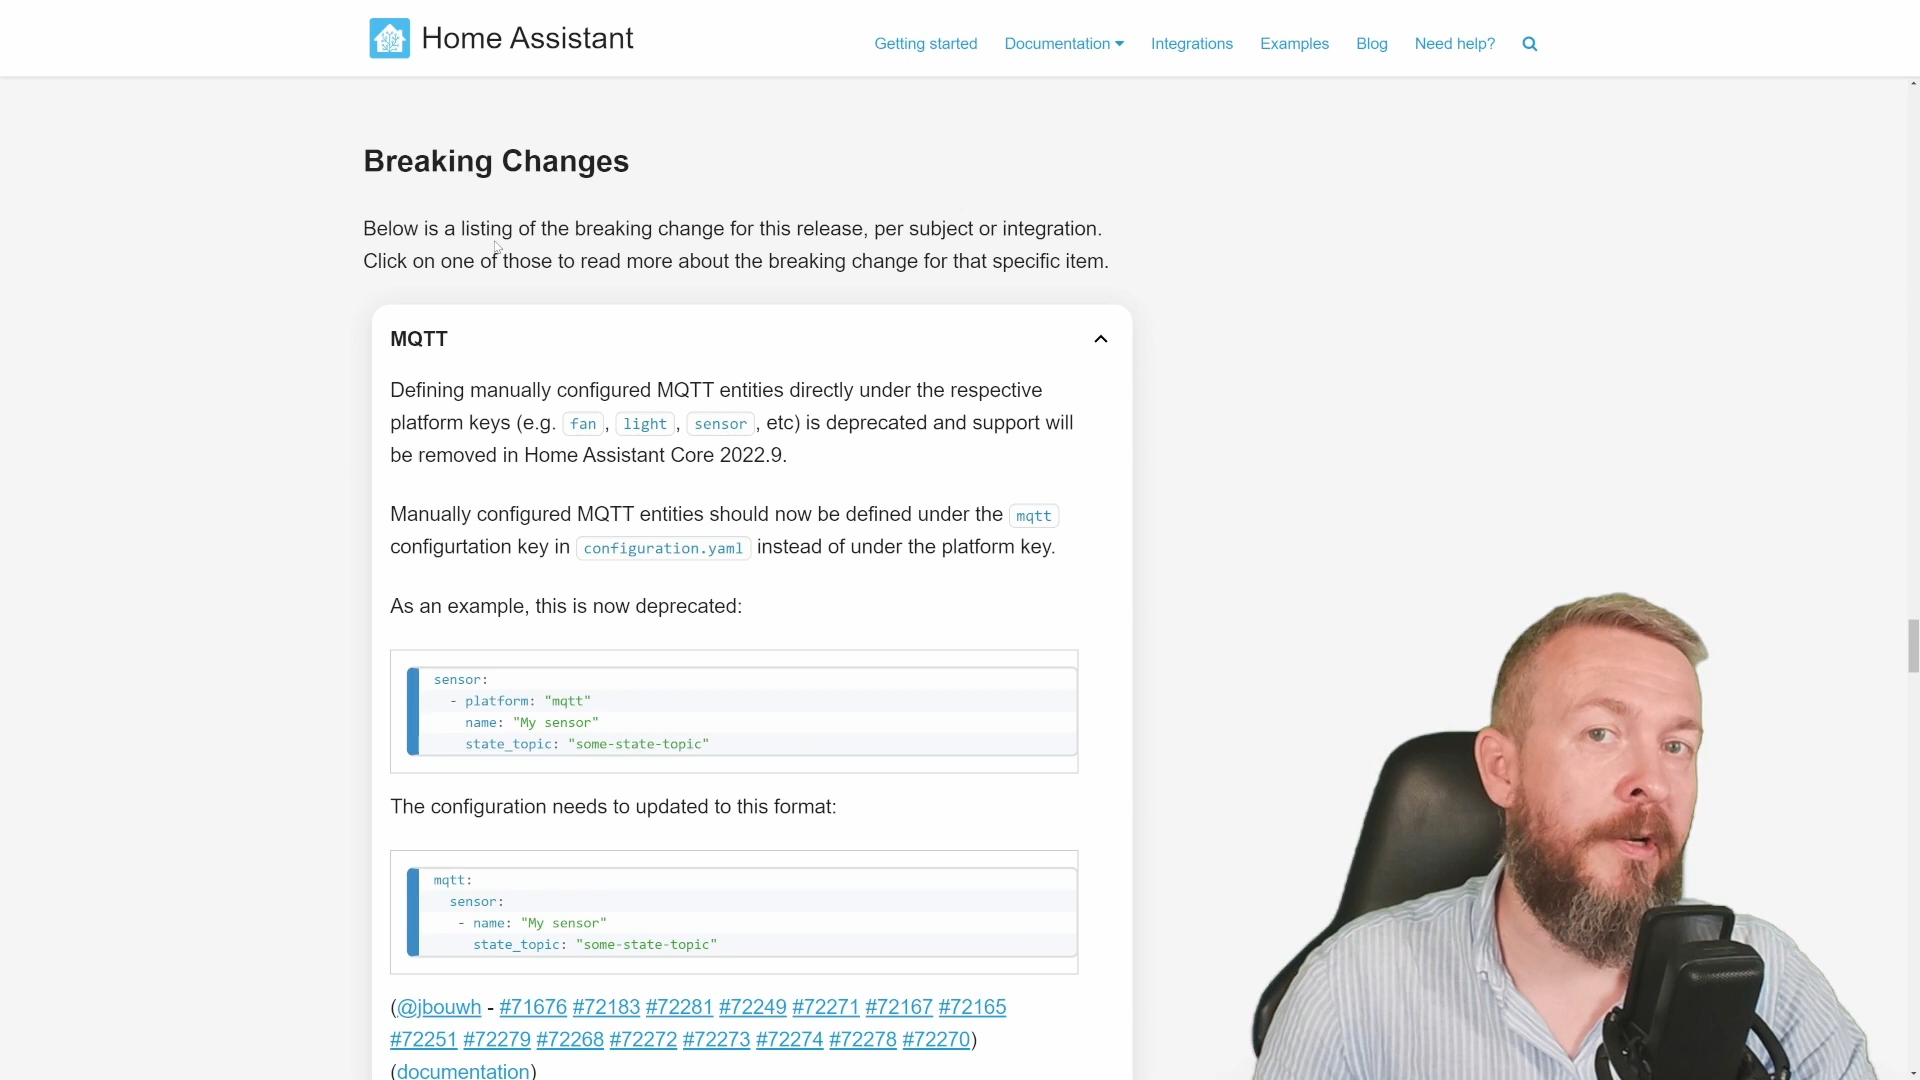 Home Assistant
Getting started Documentation Integrations Examples Blog Need help?
Breaking Changes
Below is a listing of the breaking change for this release, per subject or integration.
Click on one of those to read more about the breaking change for that specific item.
MQTT
Defining manually configured MQTT entities directly under the respective
platform keys (e.g. fan, light, sensor, etc) is deprecated and support will
be removed in Home Assistant Core 2022.9.
Manually configured MQTT entities should now be defined under the mqtt
configurtation key in configuration.yaml instead of under the platform key.
As an example, this is now deprecated:
sensor:
- platform: "mqtt"
name: "My sensor"
state_topic: "some-state-topic"
The configuration needs to updated to this format:
mqtt:
sensor:
- name: "My sensor"
state_topic: "some-state-topic"
(@jbouwh - #71676 #72183 #72281 #72249 #72271 #72167 #72165
#72251 #72279 #72268 #72272 #72273 #72274 #72278 #72270)
(documentation)